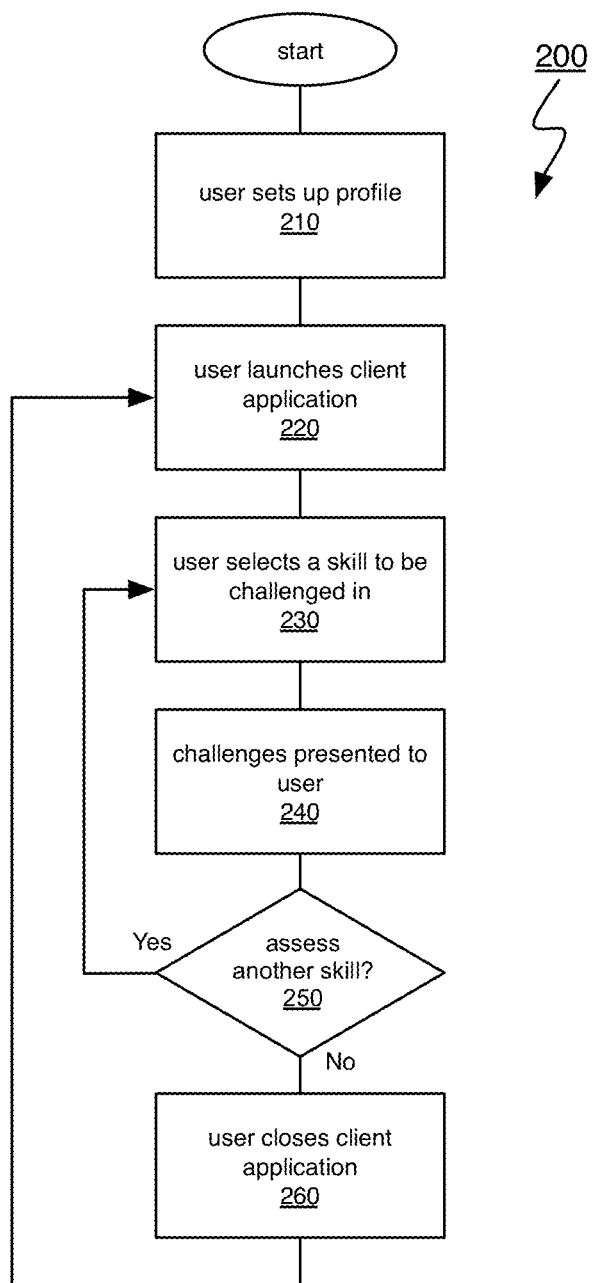 start
200
user sets up profile
210
user launches client
application
220
user selects a skill to be
challenged in
230
challenges presented to
user
240
Yes
assess
another skill?
250
No
user closes client
application
260